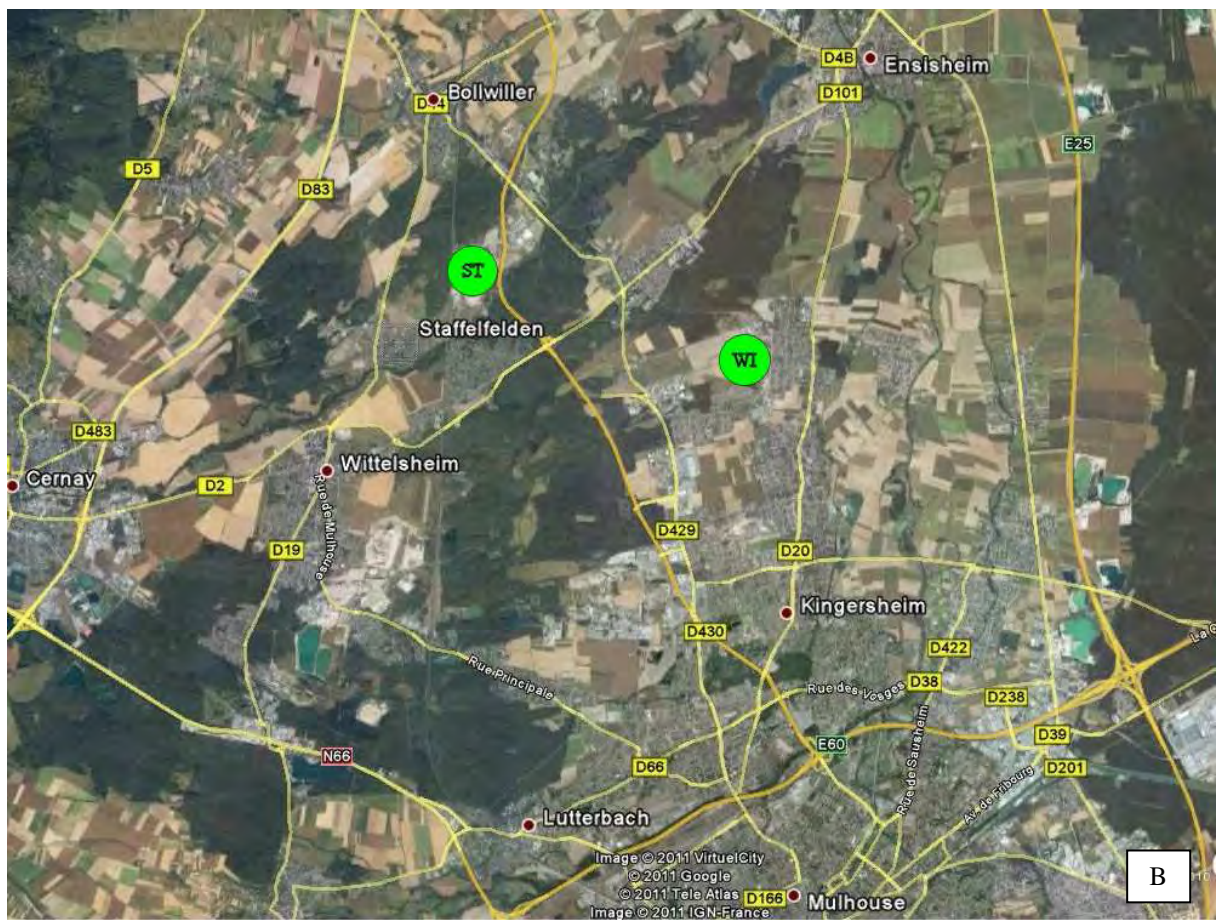 D4B
Ensisheim
D101
Bollwiller
E25
D5
D83
ST
Staffelfelden
WI
D483
Cernay
Wittelsheim
D2
Rue de Mulhouse
D19
D429
D20
Kingersheim
D430
Rue Principale
D422
Rue des Vosges
D38
D238
D39
E60
N66
D66
D201
Rue de Sausheim
Av. de Fribourg
Lutterbach
Image © 2011 VirtuelCity
© 2011 Google
© 2011 Tele Atlas
Image © 2011 IGN-France
D166
Mulhouse
B